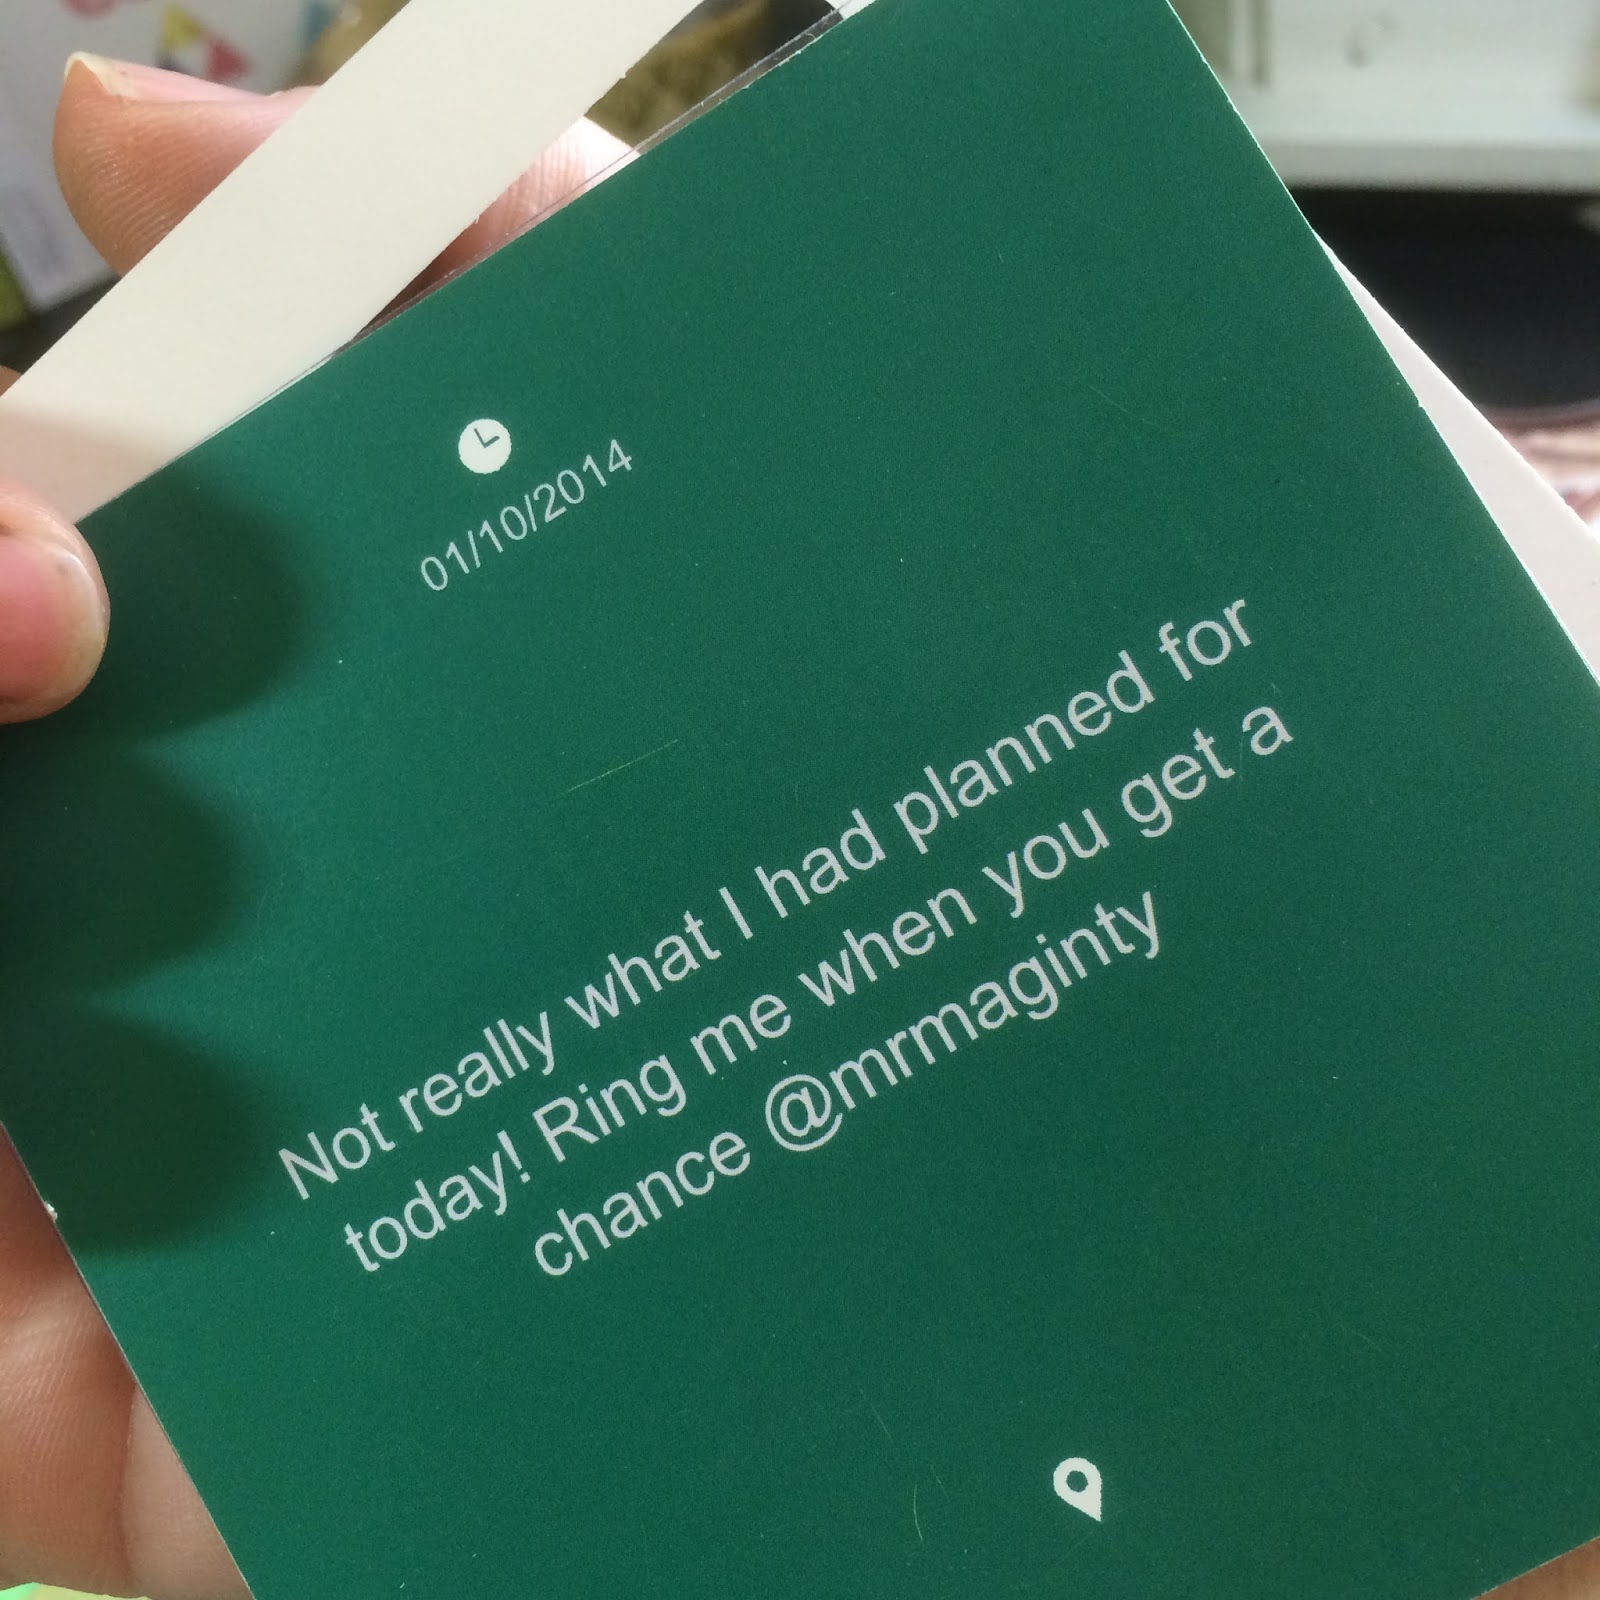 01/10/2014
Not really what I had planned for
today! Ring me when you get a
chance @mrmaginty